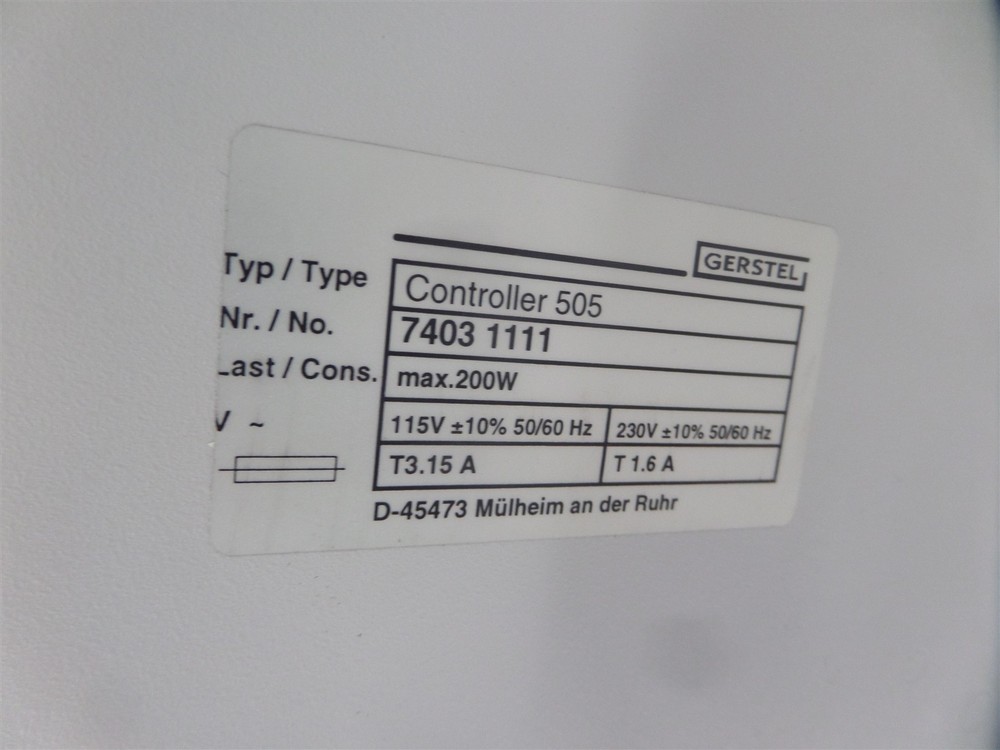 GERSTEL
Typ / Type Controller 505
Nr. / No. 7403 1111
Last / Cons. max.200W
V ~ 115V ±10% 50/60 Hz 230V ±10% 50/60 Hz
T3.15 A T 1.6 A
D-45473 Mülheim an der Ruhr